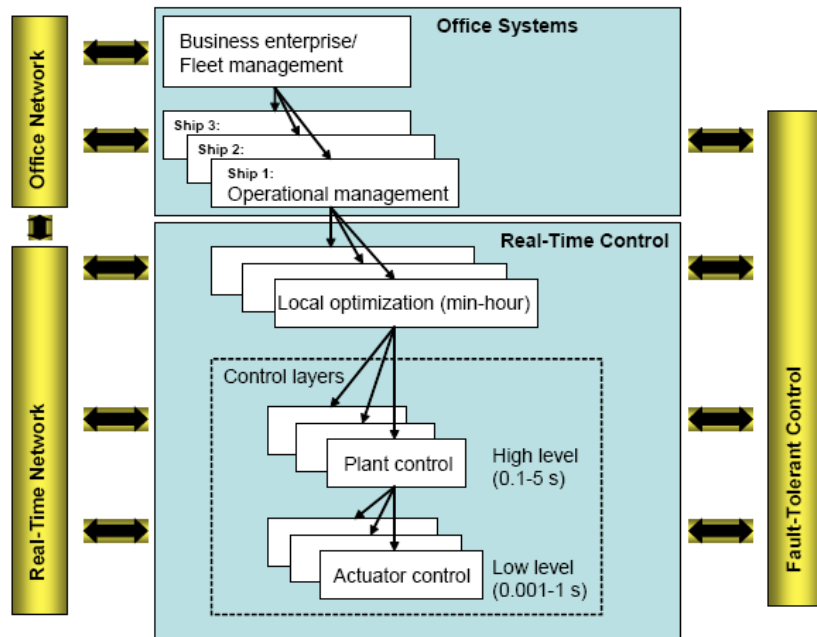 Office Network
Office Systems
Business enterprise/
Fleet management
Ship 3:
Ship 2:
Ship 1:
Operational management
Real-Time Network
Real-Time Control
Local optimization (min-hour)
Control layers
Plant control
High level
(0.1-5 s)
Actuator control
Low level
(0.001-1 s)
Fault-Tolerant Control